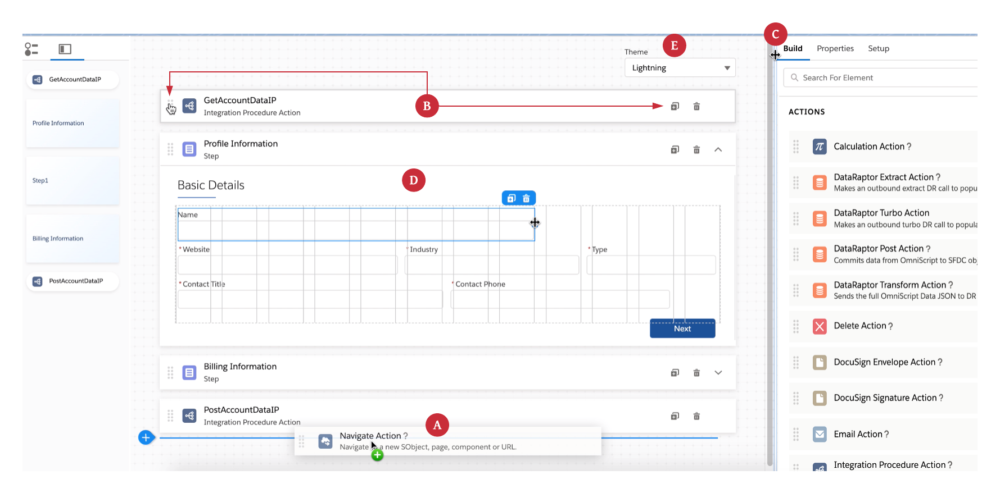 GetAccountDataIP
Profile Information
Step1
Billing Information
PostAccountDataIP
Theme
E
Lightning
GetAccountDataIP
Integration Procedure Action
B
Profile Information
Step
D
Basic Details
Name
* Website
* Industry
* Type
* Contact Title
* Contact Phone
Next
Billing Information
Step
PostAccountDataIP
Integration Procedure Action
A
Navigate Action ?
Navigate a new SObject, page, component or URL.
C
Build Properties Setup
Search For Element
ACTIONS
π
Calculation Action ?
DataRaptor Extract Action ?
Makes an outbound extract DR call to popu
DataRaptor Turbo Action
Makes an outbound turbo DR call to popula
DataRaptor Post Action ?
Commits data from OmniScript to SFDC obj
DataRaptor Transform Action ?
Sends the full OmniScript Data JSON to DR
Delete Action ?
DocuSign Envelope Action ?
DocuSign Signature Action ?
Email Action ?
Integration Procedure Action ?